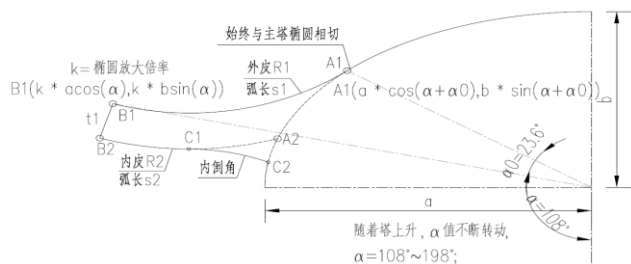 始终与主塔椭圆相切
k=椭圆放大倍率
B1(k * acos(α),k * bsin(α))
外皮R1
弧长s1
A1
A1(a * cos(α+α0),b * sin(α+α0))
b
t1
B1
B2
C1
A2
C2
内皮R2
弧长s2
内倒角
α0=23.6°
α=108°
a
随着塔上升，α值不断转动，
α=108°~198°;